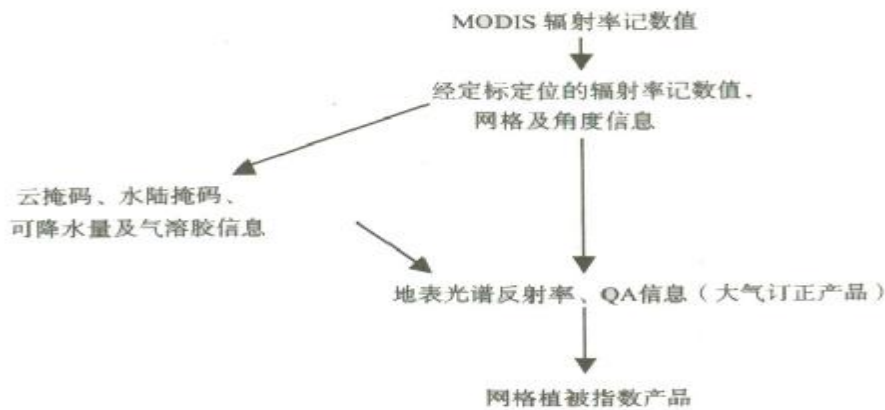 MODIS 辐射率记数值
经定标定位的辐射率记数值、
网格及角度信息
云掩码、水陆掩码、
可降水量及气溶胶信息
地表光谱反射率、QA信息（大气订正产品）
网格植被指数产品